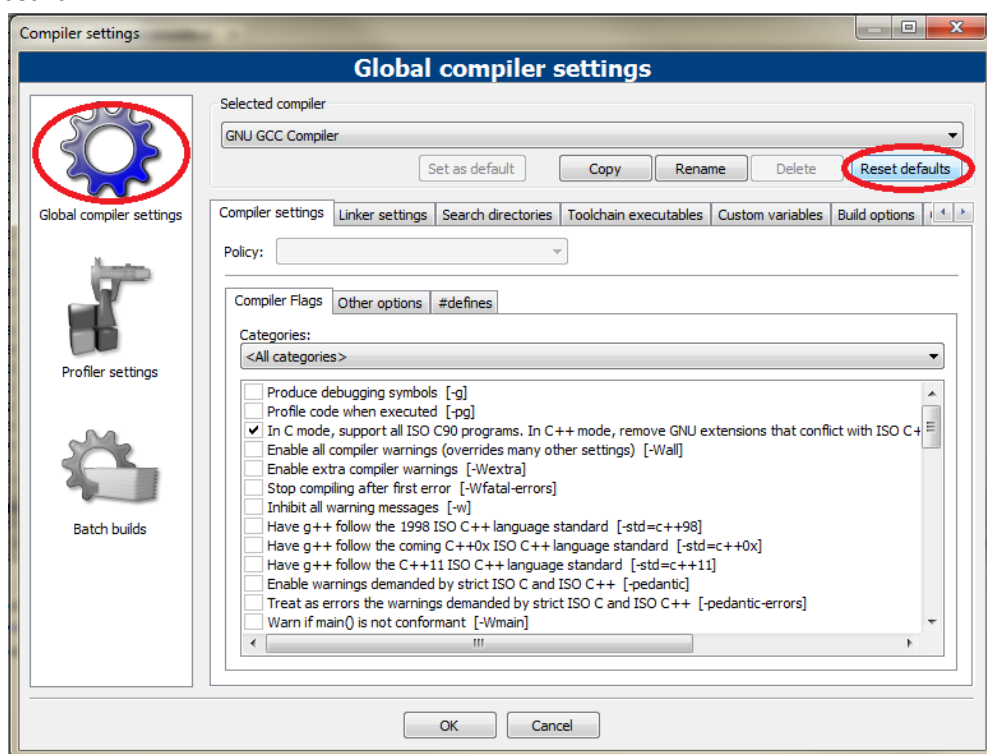 Compiler settings
Global compiler settings
Selected compiler
GNU GCC Compiler
Set as default Copy Rename Delete Reset defaults
Global compiler settings
Compiler settings Linker settings Search directories Toolchain executables Custom variables Build options
Policy:
Compiler Flags Other options #defines
Categories:
<All categories>
Profiler settings
Produce debugging symbols [-g]
Profile code when executed [-pg]
In C mode, support all ISO C90 programs. In C++ mode, remove GNU extensions that conflict with ISO C+
Enable all compiler warnings (overrides many other settings) [-Wall]
Enable extra compiler warnings [-Wextra]
Stop compiling after first error [-Wfatal-errors]
Inhibit all warning messages [-w]
Have g++ follow the 1998 ISO C++ language standard [-std=c++98]
Have g++ follow the coming C++0x ISO C++ language standard [-std=c++0x]
Have g++ follow the C++11 ISO C++ language standard [-std=c++11]
Enable warnings demanded by strict ISO C and ISO C++ [-pedantic]
Treat as errors the warnings demanded by strict ISO C and ISO C++ [-pedantic-errors]
Warn if main() is not conformant [-Wmain]
Batch builds
OK Cancel